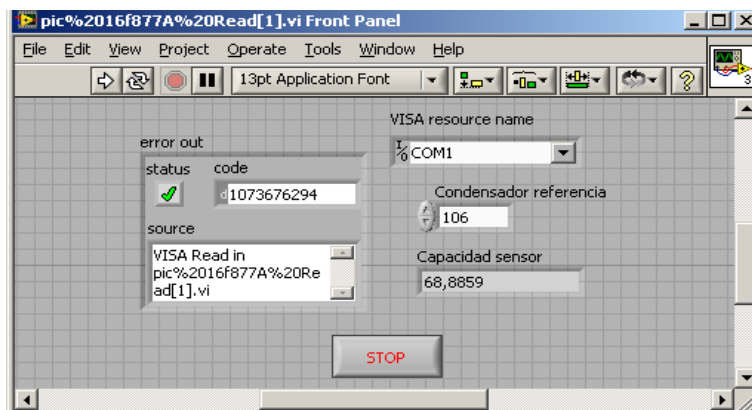 pic%2016f877A%20Read[1].vi Front Panel
File Edit View Project Operate Tools Window Help
13pt Application Font
3
VISA resource name
COM1
error out
status code
d 1073676294
source
VISA Read in
pic%2016f877A%20Re
ad[1].vi
Condensador referencia
106
Capacidad sensor
68,8859
STOP